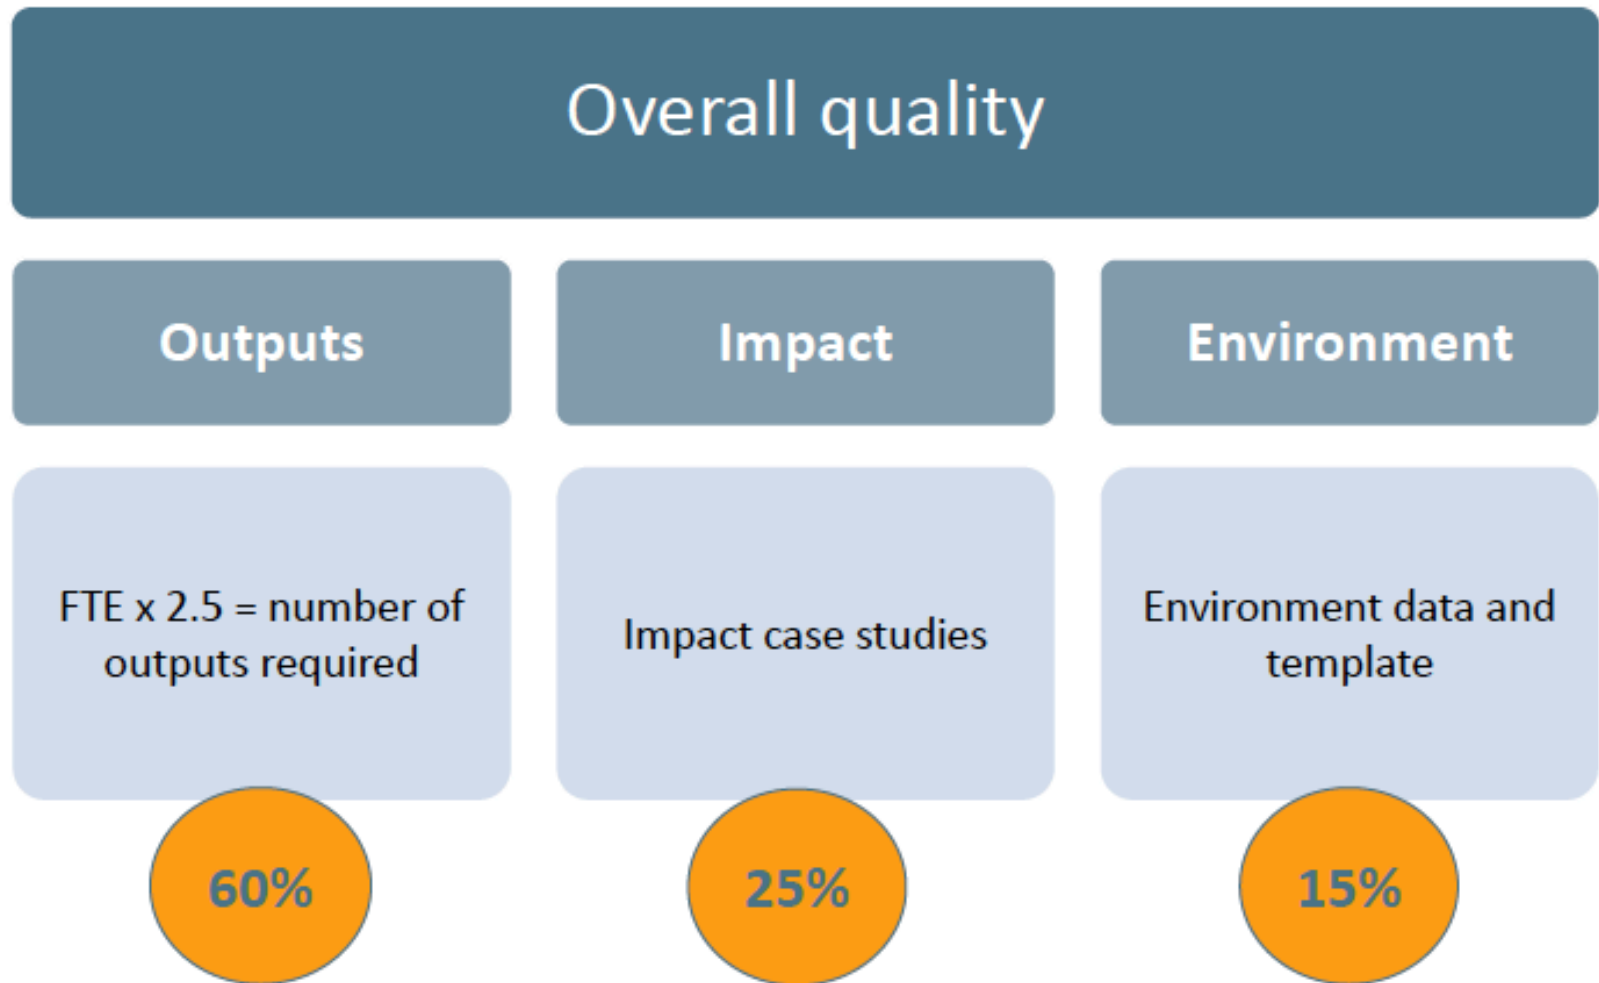 Overall quality
Outputs
Impact
Environment
FTE x 2.5 = number of
outputs required
Impact case studies
Environment data and
template
60%
25%
15%